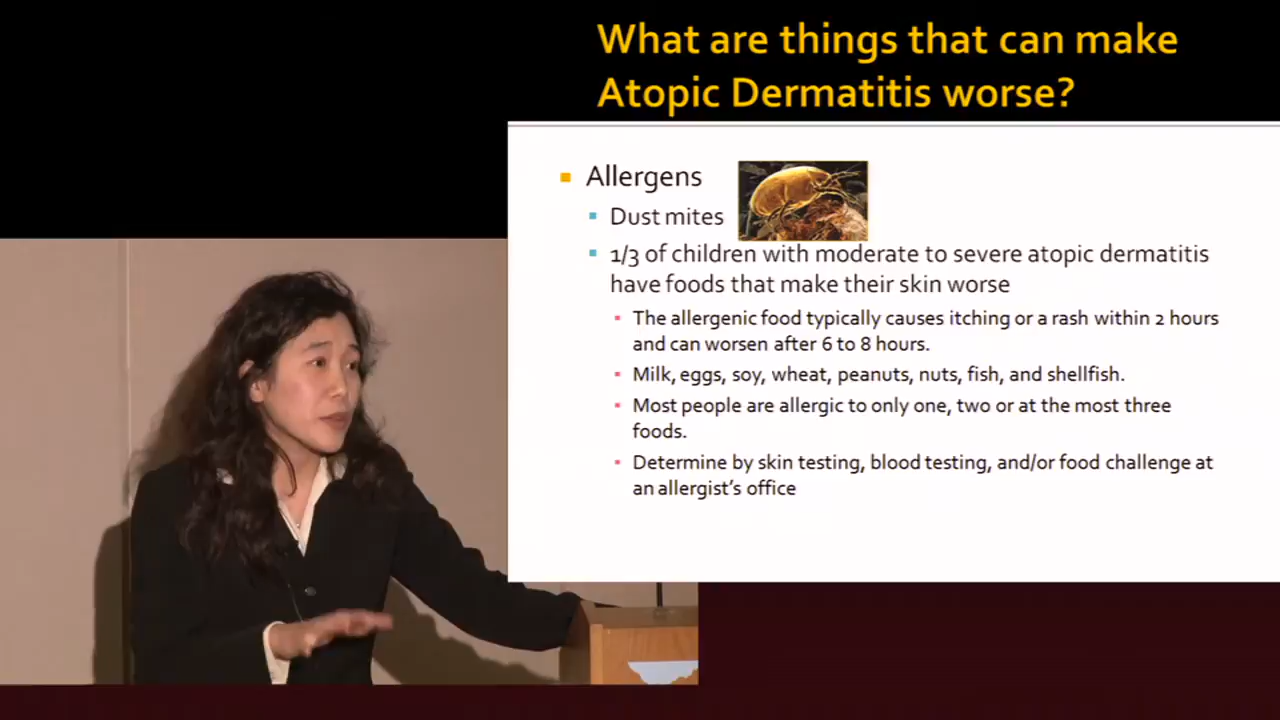 What are things that can make
Atopic Dermatitis worse?
Allergens
Dust mites
1/3 of children with moderate to severe atopic dermatitis
have foods that make their skin worse
The allergenic food typically causes itching or a rash within 2 hours
and can worsen after 6 to 8 hours.
Milk, eggs, soy, wheat, peanuts, nuts, fish, and shellfish.
Most people are allergic to only one, two or at the most three
foods.
Determine by skin testing, blood testing, and/or food challenge at
an allergist's office